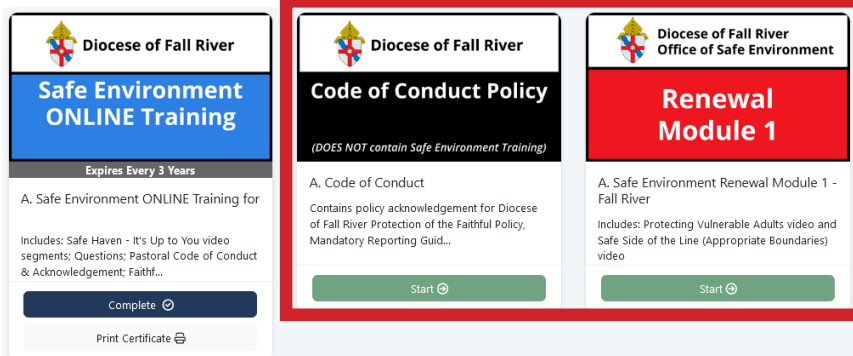 Diocese of Fall River
Safe Environment
ONLINE Training
Expires Every 3 Years
A. Safe Environment ONLINE Training for
Includes: Safe Haven - It's Up to You video
segments; Questions; Pastoral Code of Conduct
& Acknowledgement; Faithf...
Complete
Print Certificate
Diocese of Fall River
Code of Conduct Policy
(DOES NOT contain Safe Environment Training)
A. Code of Conduct
Contains policy acknowledgement for Diocese
of Fall River Protection of the Faithful Policy,
Mandatory Reporting Guid...
Start
Diocese of Fall River
Office of Safe Environment
Renewal
Module 1
A. Safe Environment Renewal Module 1 -
Fall River
Includes: Protecting Vulnerable Adults video and
Safe Side of the Line (Appropriate Boundaries)
video
Start